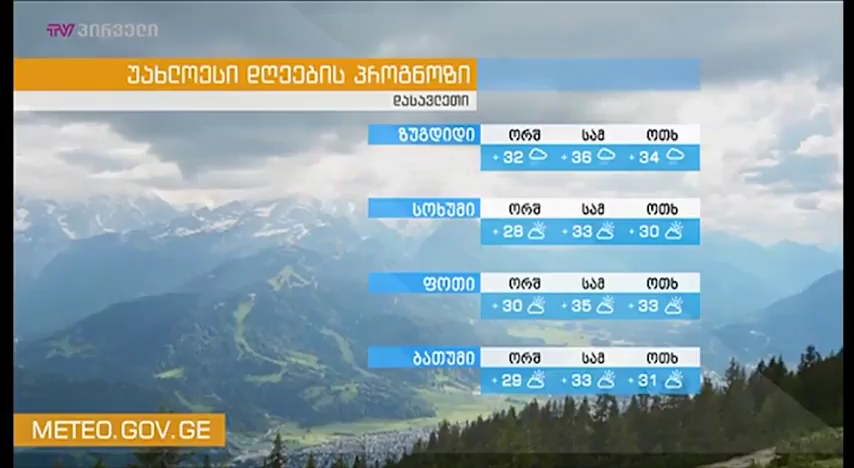 TV პირველი
უახლოესი დღეების პროგნოზი
დასავლეთი
ზუგდიდი ორშ სამ ოთხ
+32 +36 +34
სოხუმი ორშ სამ ოთხ
+28 +33 +30
ფოთი ორშ სამ ოთხ
+30 +35 +33
ბათუმი ორშ სამ ოთხ
+29 +33 +31
METEO.GOV.GE